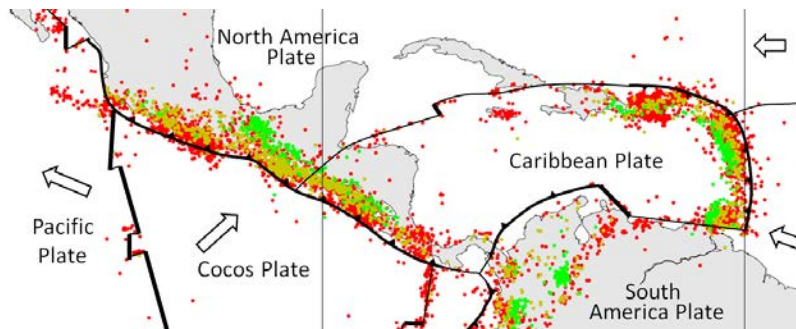 North America
Plate
Caribbean Plate
Pacific
Plate
Cocos Plate
South
America Plate